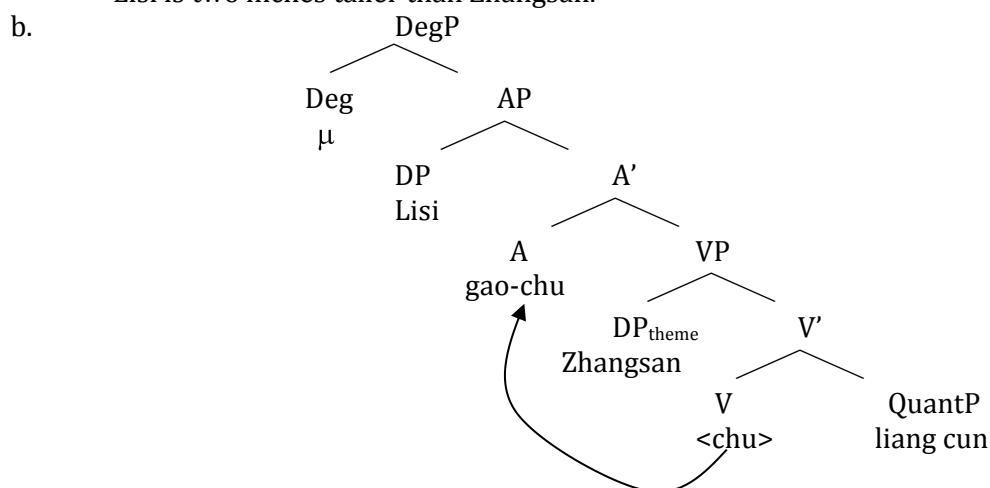 Lisi is two inches taller than Zhangsan.
b. DegP
Deg AP
μ
DP A’
Lisi
A VP
gao-chu
DPtheme V’
Zhangsan
V QuantP
<chu> liang cun